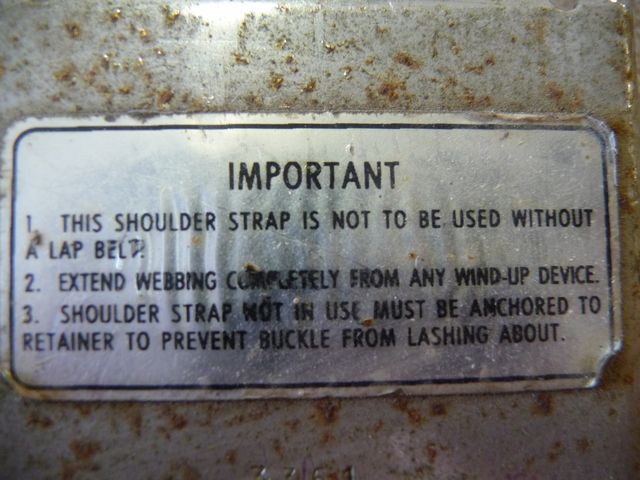 IMPORTANT
1. THIS SHOULDER STRAP IS NOT TO BE USED WITHOUT
A LAP BELT.
2. EXTEND WEBBING COMPLETELY FROM ANY WIND-UP DEVICE.
3. SHOULDER STRAP NOT IN USE MUST BE ANCHORED TO
RETAINER TO PREVENT BUCKLE FROM LASHING ABOUT.